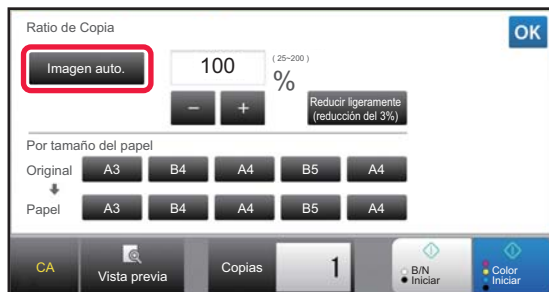 Ratio de Copia
OK
Imagen auto.
100
(25~200)
%
− +
Reducir ligeramente
(reducción del 3%)
Por tamaño del papel
Original A3 B4 A4 B5 A4
Papel A3 B4 A4 B5 A4
CA
Vista previa
Copias
1
B/N
Iniciar
Color
Iniciar